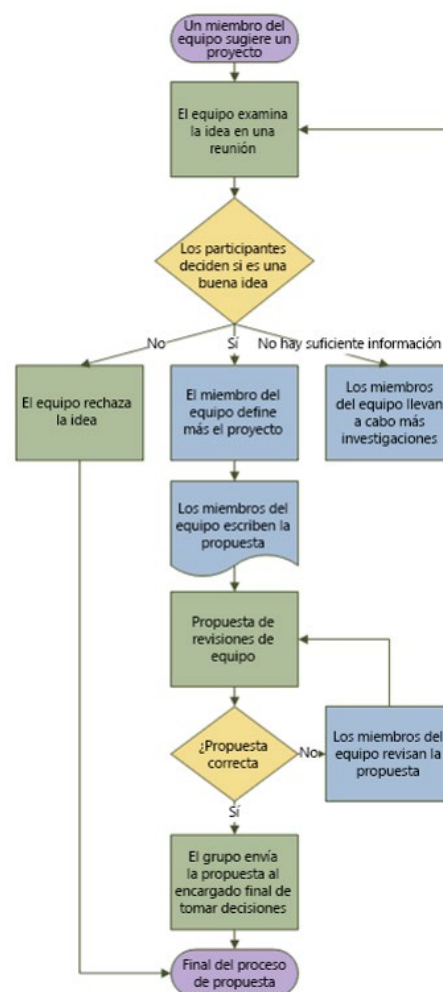 Un miembro del
equipo sugiere un
proyecto
El equipo examina
la idea en una
reunión
Los participantes
deciden si es una
buena idea
No
Sí
No hay suficiente información
El equipo rechaza
la idea
El miembro del
equipo define
más el proyecto
Los miembros
del equipo llevan
a cabo más
investigaciones
Los miembros del
equipo escriben la
propuesta
Propuesta de
revisiones de
equipo
¿Propuesta
correcta
No
Los miembros del
equipo revisan la
propuesta
Sí
El grupo envía
la propuesta al
encargado final de
tomar decisiones
Final del proceso
de propuesta